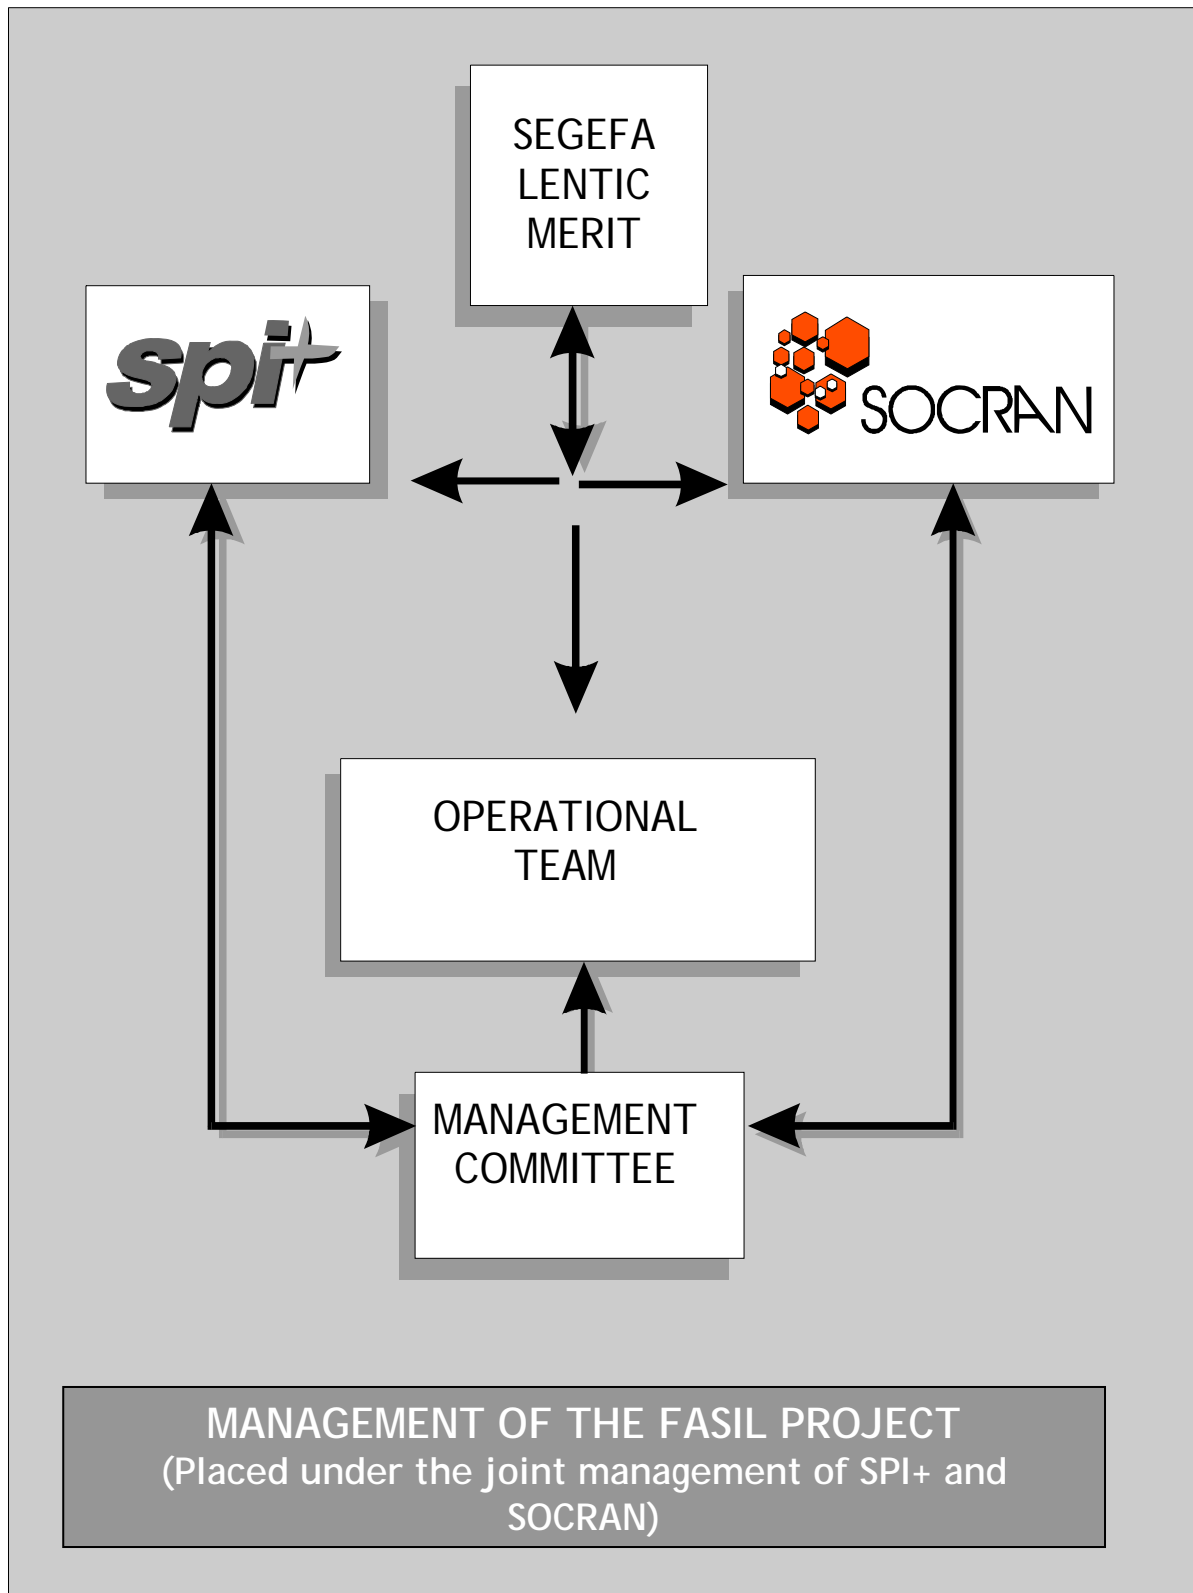 SEGEFA
LENTIC
MERIT
spi+
SOCRAN
OPERATIONAL
TEAM
MANAGEMENT
COMMITTEE
MANAGEMENT OF THE FASIL PROJECT
(Placed under the joint management of SPI+ and
SOCRAN)